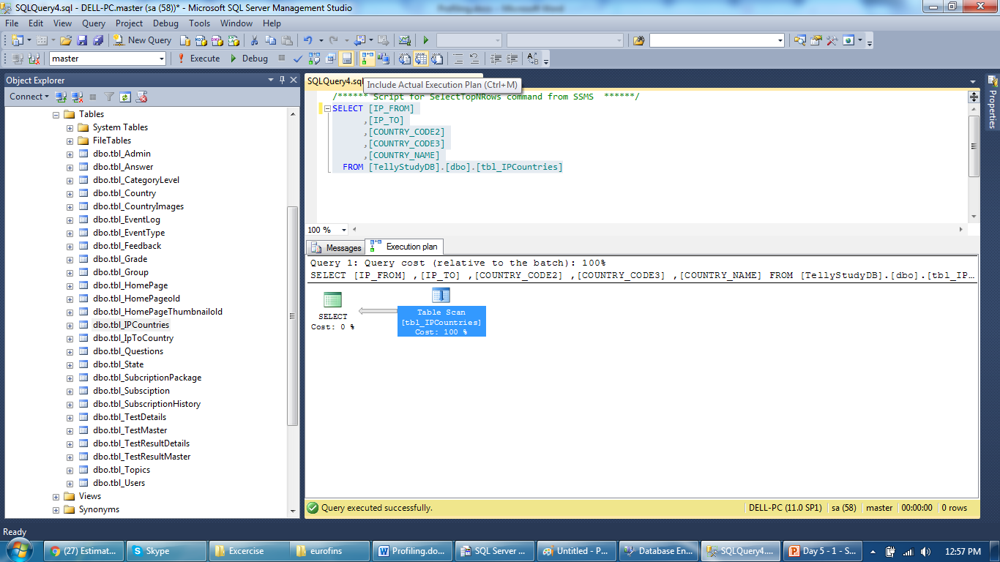 SQLQuery4.sql - DELL-PC.master (sa (58))* - Microsoft SQL Server Management Studio
File Edit View Query Project Debug Tools Window Help
New Query
master Execute Debug
Object Explorer
Connect
Tables
System Tables
FileTables
dbo.tbl_Admin
dbo.tbl_Answer
dbo.tbl_CategoryLevel
dbo.tbl_Country
dbo.tbl_CountryImages
dbo.tbl_EventLog
dbo.tbl_EventType
dbo.tbl_Feedback
dbo.tbl_Grade
dbo.tbl_Group
dbo.tbl_HomePage
dbo.tbl_HomePageold
dbo.tbl_HomePageThumbnailold
dbo.tbl_IPCountries
dbo.tbl_IpToCountry
dbo.tbl_Questions
dbo.tbl_State
dbo.tbl_SubcriptionPackage
dbo.tbl_Subsciption
dbo.tbl_SubscriptionHistory
dbo.tbl_TestDetails
dbo.tbl_TestMaster
dbo.tbl_TestResultDetails
dbo.tbl_TestResultMaster
dbo.tbl_Topics
dbo.tbl_Users
Views
Synonyms
SQLQuery4.sql
Include Actual Execution Plan (Ctrl+M)
/****** Script for SelectTopNRows command from SSMS ******/
SELECT [IP_FROM]
,[IP_TO]
,[COUNTRY_CODE2]
,[COUNTRY_CODE3]
,[COUNTRY_NAME]
FROM [TellyStudyDB].[dbo].[tbl_IPCountries]
100 %
Messages Execution plan
Query 1: Query cost (relative to the batch): 100%
SELECT [IP_FROM] ,[IP_TO] ,[COUNTRY_CODE2] ,[COUNTRY_CODE3] ,[COUNTRY_NAME] FROM [TellyStudyDB].[dbo].[tbl_IP...
SELECT
Cost: 0 %
Table Scan
[tbl_IPCountries]
Cost: 100 %
Query executed successfully.
DELL-PC (11.0 SP1) sa (58) master 00:00:00 0 rows
Properties
Ready
(27) Estimat... Skype Excercise eurofins Profiling.do... SQL Server ... Untitled - P... Database En... SQLQuery4.... Day 5 - 1 - S... 12:57 PM